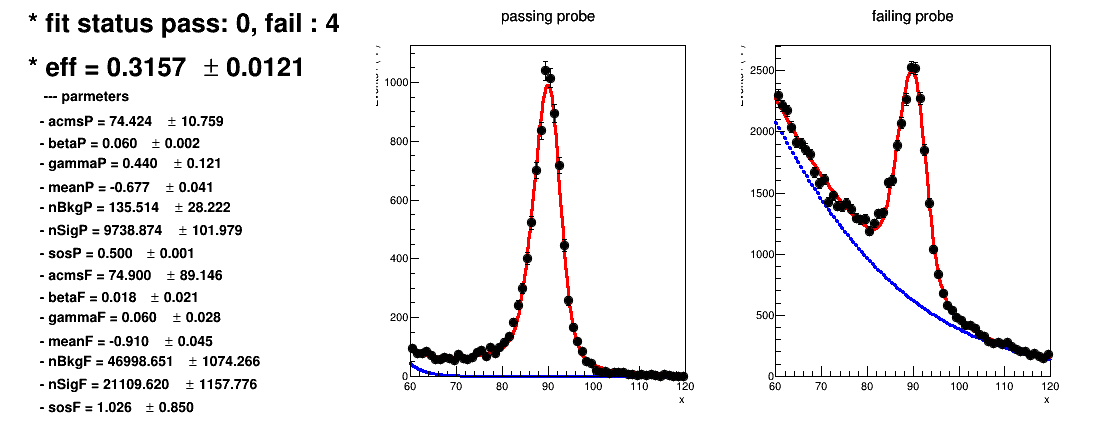 * fit status pass: 0, fail : 4
* eff = 0.3157 ± 0.0121
--- parmeters
- acmsP = 74.424 ± 10.759
- betaP = 0.060 ± 0.002
- gammaP = 0.440 ± 0.121
- meanP = -0.677 ± 0.041
- nBkgP = 135.514 ± 28.222
- nSigP = 9738.874 ± 101.979
- sosP = 0.500 ± 0.001
- acmsF = 74.900 ± 89.146
- betaF = 0.018 ± 0.021
- gammaF = 0.060 ± 0.028
- meanF = -0.910 ± 0.045
- nBkgF = 46998.651 ± 1074.266
- nSigF = 21109.620 ± 1157.776
- sosF = 1.026 ± 0.850
passing probe
1000
800
600
400
200
0
60 70 80 90 100 110 120
x
failing probe
2500
2000
1500
1000
500
0
60 70 80 90 100 110 120
x